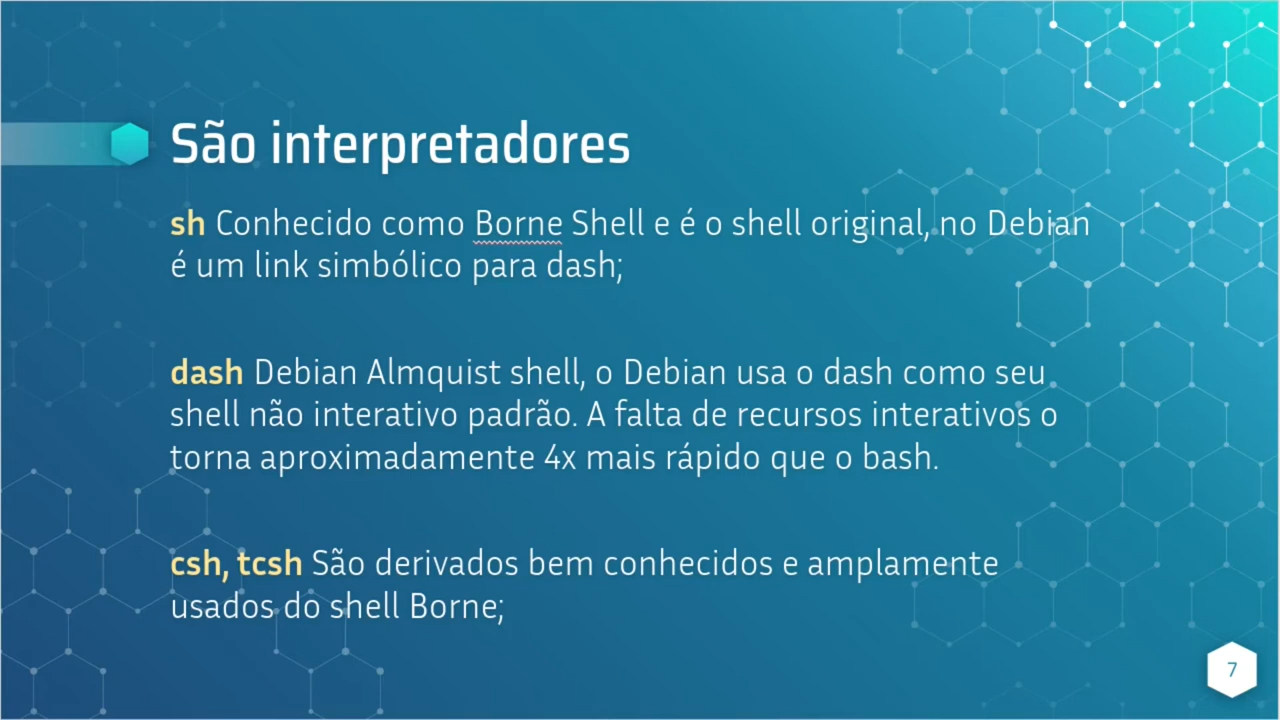 São interpretadores
sh Conhecido como Borne Shell e é o shell original, no Debian
é um link simbólico para dash;
dash Debian Almquist shell, o Debian usa o dash como seu
shell não interativo padrão. A falta de recursos interativos o
torna aproximadamente 4x mais rápido que o bash.
csh, tcsh São derivados bem conhecidos e amplamente
usados do shell Borne;
7